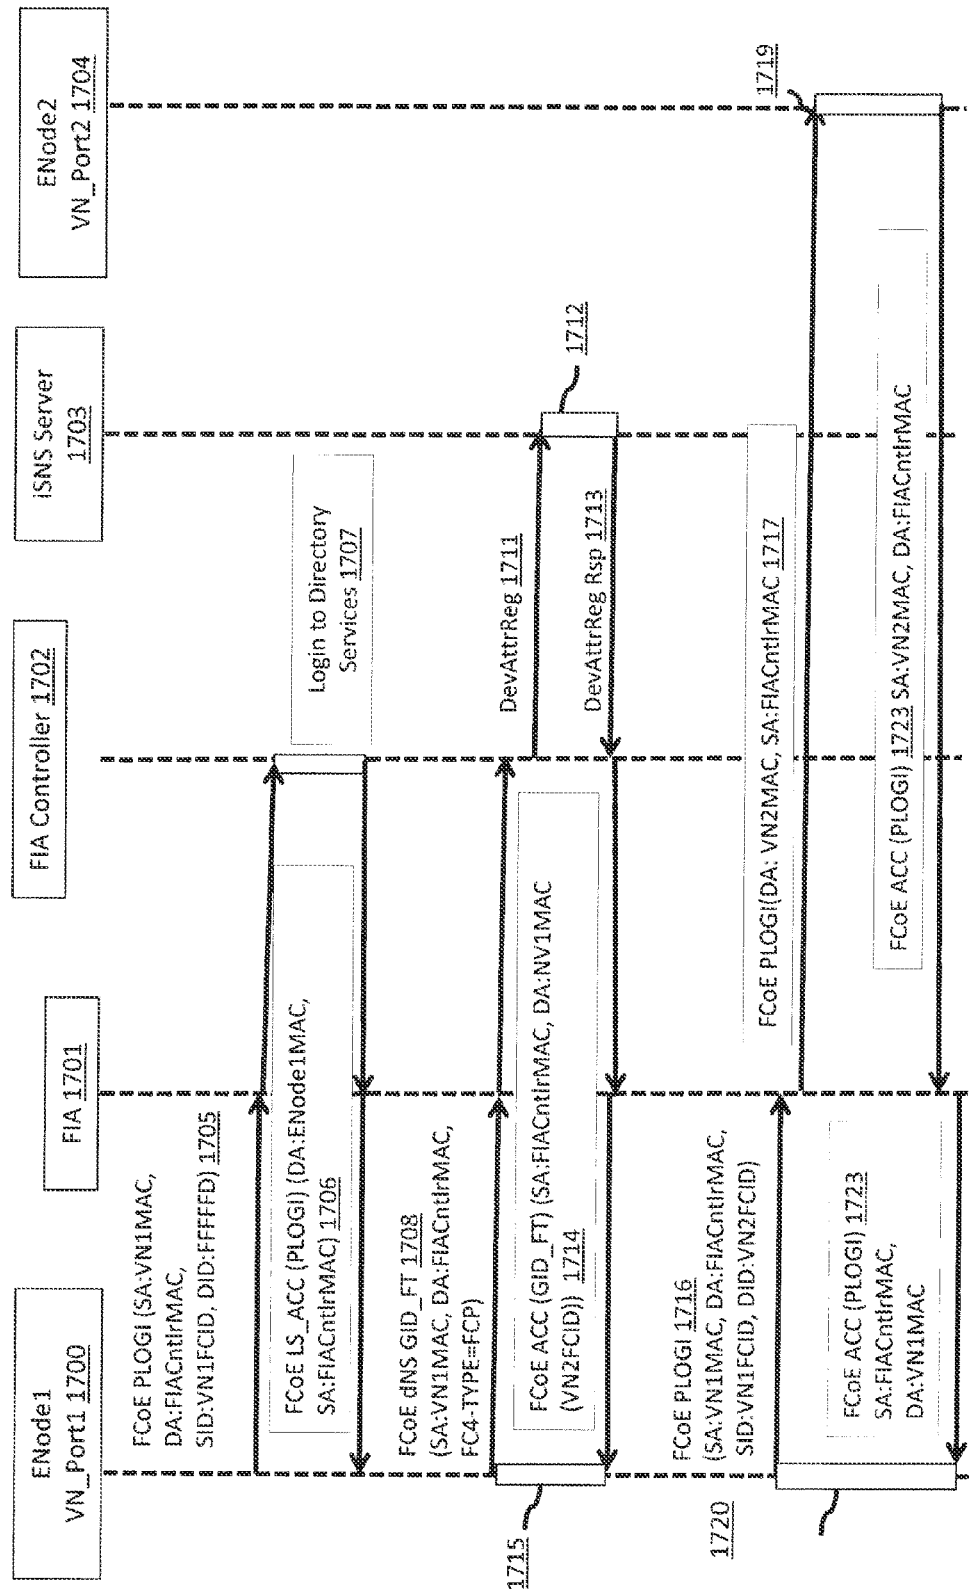 ENode1
VN_Port1 1700
FIA 1701
FIA Controller 1702
iSNS Server
1703
ENode2
VN_Port2 1704
FCoE PLOGI (SA:VN1MAC,
DA:FIACntlrMAC,
SID:VN1FCID, DID:FFFFFD) 1705
FCoE LS_ACC (PLOGI) (DA:ENode1MAC,
SA:FIACntlrMAC) 1706
Login to Directory
Services 1707
FCoE dNS GID_FT 1708
(SA:VN1MAC, DA:FIACntlrMAC,
FC4-TYPE=FCP)
DevAttrReg 1711
1712
DevAttrReg Rsp 1713
FCoE ACC (GID_FT) (SA:FIACntlrMAC, DA:NV1MAC
(VN2FCID)) 1714
1715
FCoE PLOGI 1716
(SA:VN1MAC, DA:FIACntlrMAC,
SID:VN1FCID, DID:VN2FCID)
FCoE PLOGI(DA: VN2MAC, SA:FIACntlrMAC 1717
1719
1720
FCoE ACC (PLOGI) 1723 SA:VN2MAC, DA:FIACntlrMAC
FCoE ACC (PLOGI) 1723
SA:FIACntlrMAC,
DA:VN1MAC